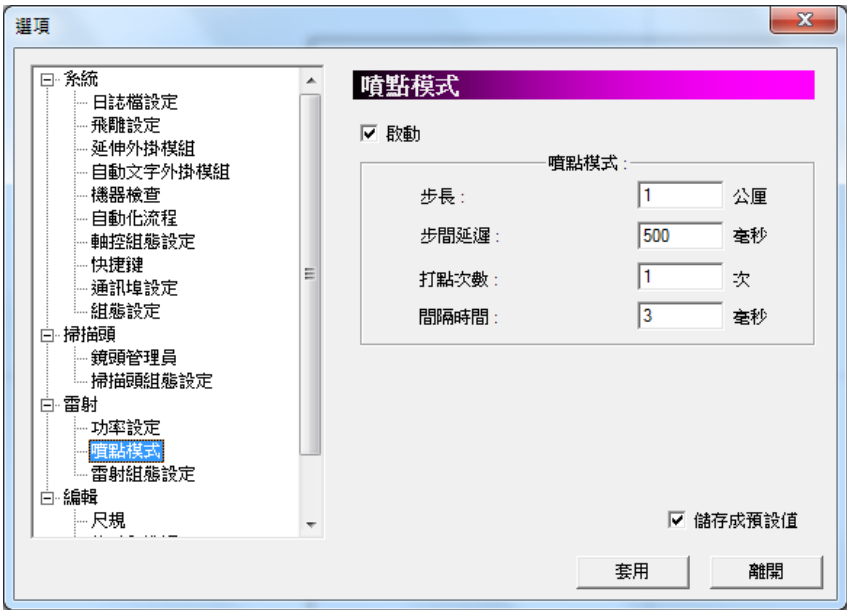 選項
系統
日誌檔設定
飛雕設定
延伸外掛模組
自動文字外掛模組
機器檢查
自動化流程
軸控組態設定
快捷鍵
通訊埠設定
組態設定
掃描頭
鏡頭管理員
掃描頭組態設定
雷射
功率設定
噴點模式
雷射組態設定
編輯
尺規
噴點模式
啟動
噴點模式 :
步長 : 1 公厘
步間延遲 : 500 毫秒
打點次數 : 1 次
間隔時間 : 3 毫秒
儲存成預設值
套用 離開